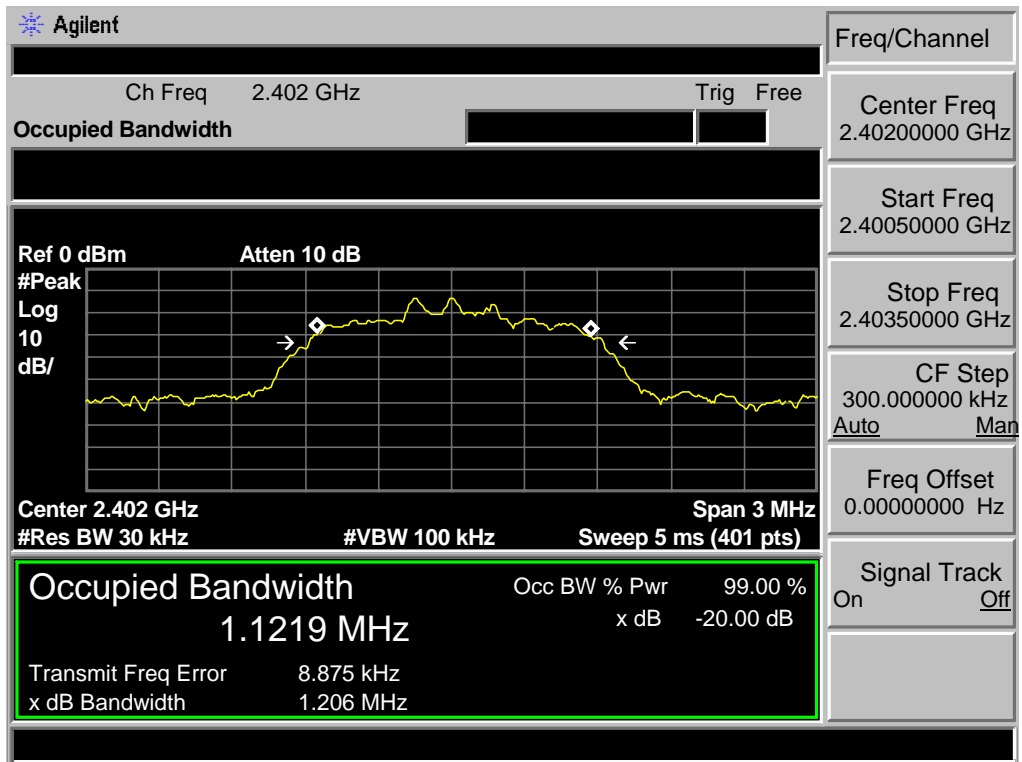 Agilent
Freq/Channel
Ch Freq 2.402 GHz Trig Free
Occupied Bandwidth
Center Freq
2.40200000 GHz
Start Freq
2.40050000 GHz
Ref 0 dBm Atten 10 dB
#Peak
Log
10
dB/
Stop Freq
2.40350000 GHz
CF Step
300.000000 kHz
Auto Man
Freq Offset
0.00000000 Hz
Center 2.402 GHz Span 3 MHz
#Res BW 30 kHz #VBW 100 kHz Sweep 5 ms (401 pts)
Signal Track
On Off
Occupied Bandwidth Occ BW % Pwr 99.00 %
1.1219 MHz x dB -20.00 dB
Transmit Freq Error 8.875 kHz
x dB Bandwidth 1.206 MHz